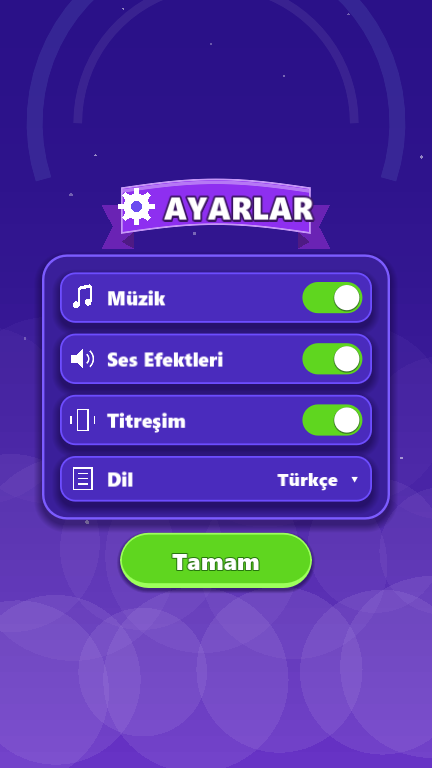 AYARLAR
Müzik
Ses Efektleri
Titreşim
Dil Türkçe
Tamam